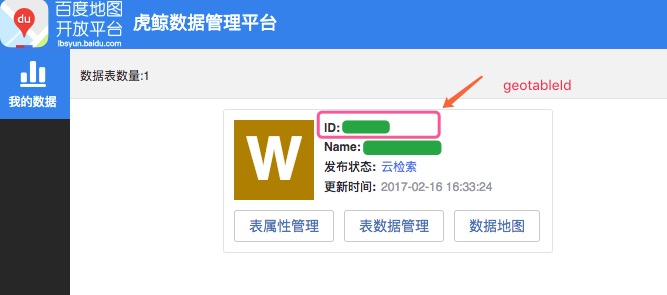 du
百度地图
开放平台
lbsyun.baidu.com
虎鲸数据管理平台
我的数据
数据表数量:1
geotableId
W
ID:
Name:
发布状态: 云检索
更新时间: 2017-02-16 16:33:24
表属性管理 表数据管理 数据地图